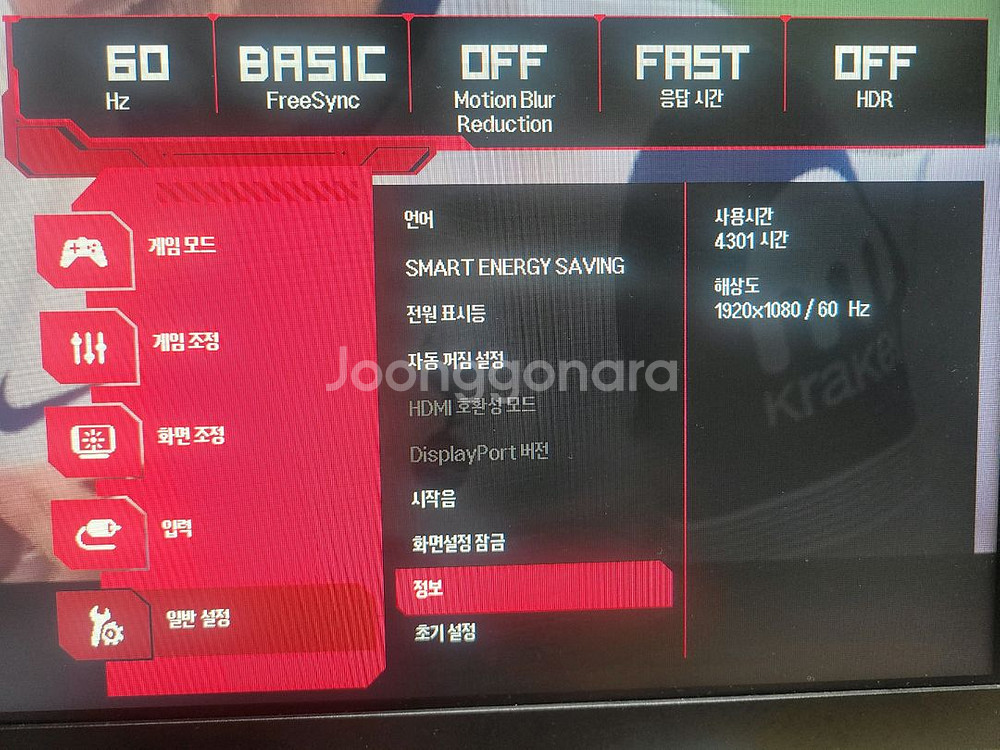 60
Hz
BASIC
FreeSync
OFF
Motion Blur
Reduction
FAST
응답 시간
OFF
HDR
게임 모드
게임 조정
화면 조정
입력
일반 설정
언어
SMART ENERGY SAVING
전원 표시등
자동 꺼짐 설정
HDMI 호환성 모드
DisplayPort 버전
시작음
화면설정 잠금
정보
초기 설정
사용시간
4301 시간
해상도
1920x1080 / 60 Hz
Joonggonara